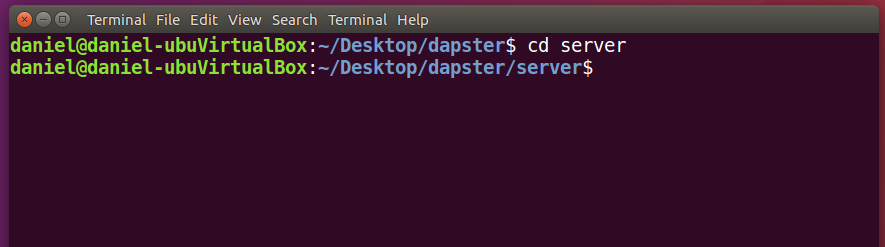 Terminal File Edit View Search Terminal Help
daniel@daniel-ubuVirtualBox:~/Desktop/dapster$ cd server
daniel@daniel-ubuVirtualBox:~/Desktop/dapster/server$